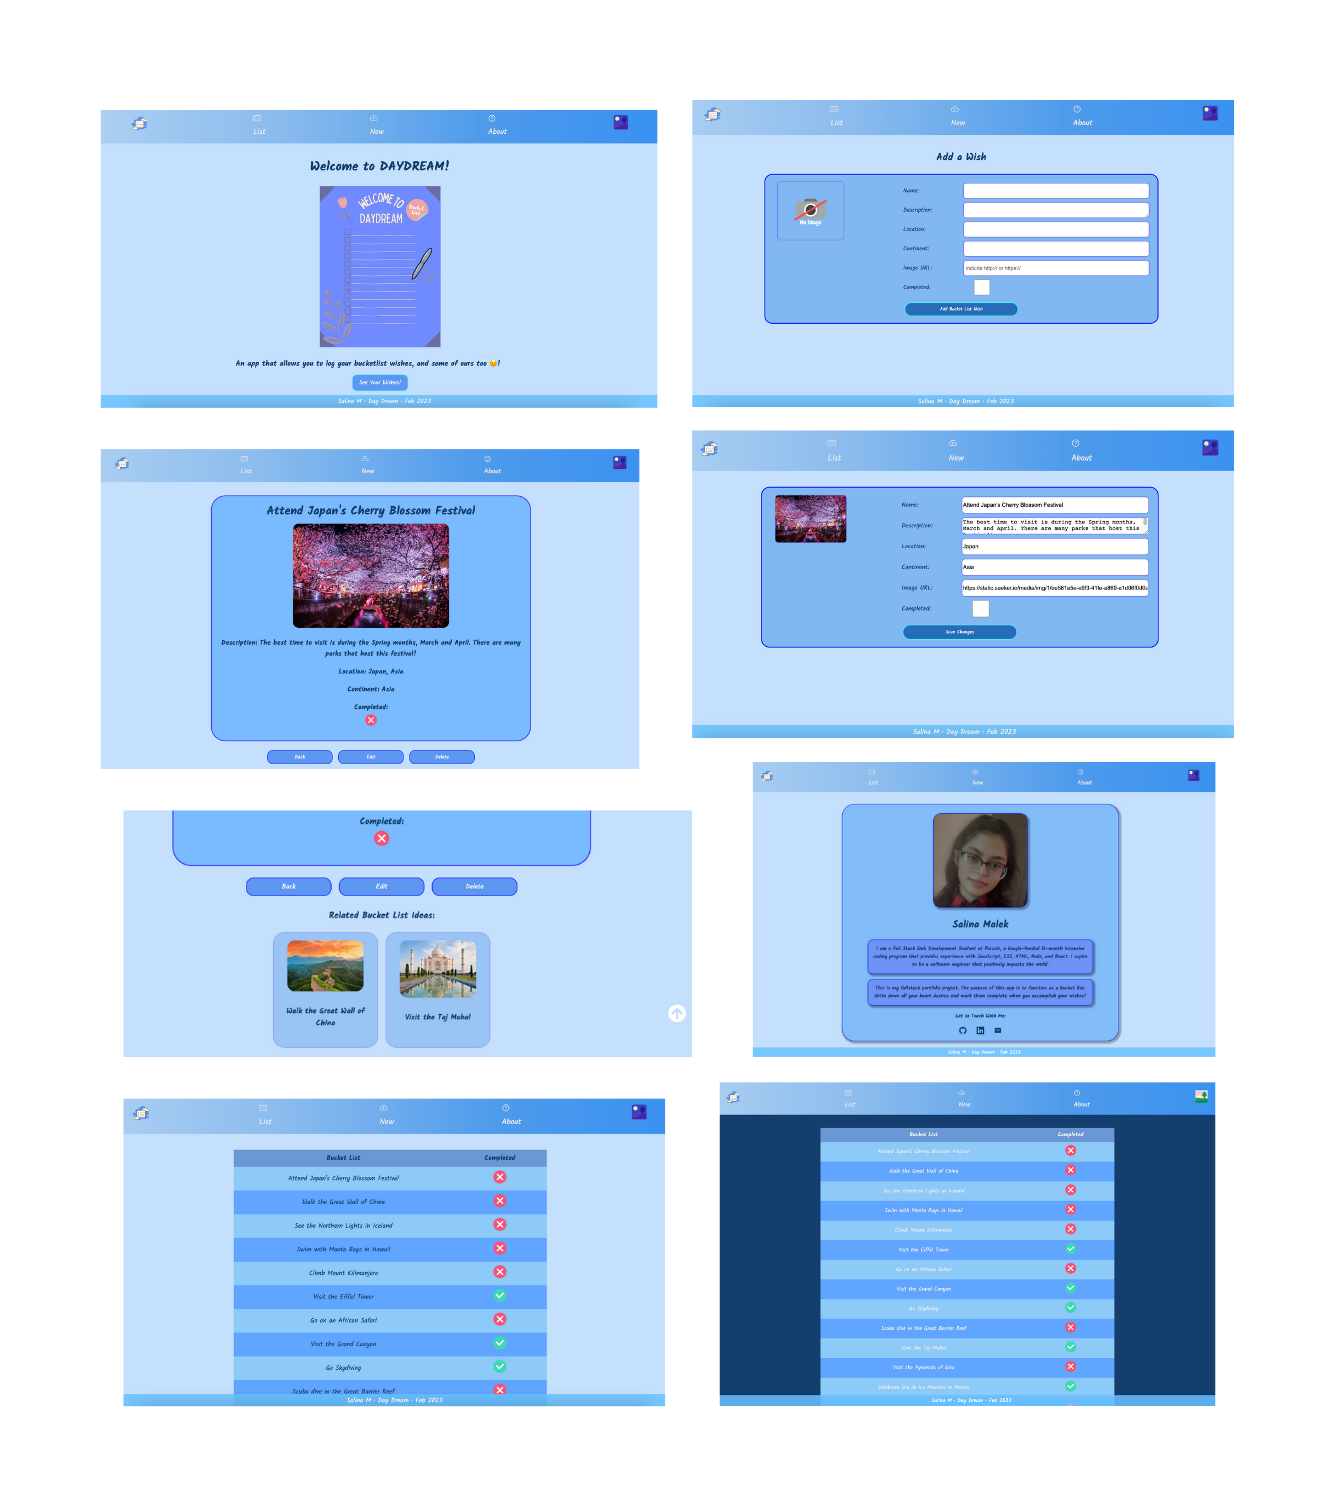 List
New
About
Welcome to DAYDREAM!
WELCOME TO
DAYDREAM
Bucket
List
An app that allows you to log your bucketlist wishes, and some of ours too 😉!
See Your Wishes!
Salina M · Day Dream · Feb 2023
List
New
About
Add a Wish
No Image
Name:
Description:
Location:
Continent:
Image URL:
include http:// or https://
Completed:
Add Bucket List Wish
Salina M · Day Dream · Feb 2023
List
New
About
Attend Japan's Cherry Blossom Festival
Description: The best time to visit is during the Spring months, March and April. There are many
parks that host this festival!
Location: Japan, Asia
Continent: Asia
Completed:
Back
Edit
Delete
List
New
About
Name:
Attend Japan's Cherry Blossom Festival
Description:
The best time to visit is during the Spring months,
March and April. There are many parks that host this
Location:
Japan
Continent:
Asia
Image URL:
Completed:
Save Changes
Salina M · Day Dream · Feb 2023
Completed:
Back
Edit
Delete
Related Bucket List Ideas:
Walk the Great Wall of
China
Visit the Taj Mahal
List
New
About
Salina Malek
I am a Full Stack Web Development Student at Pursuit, a Google-funded 12-month intensive
coding program that provides experience with JavaScript, CSS, HTML, Node, and React. I aspire
to be a software engineer that positively impacts the world.
This is my fullstack portfolio project. The purpose of this app is to function as a bucket list.
Write down all your heart desires and mark them complete when you accomplish your wishes!
Get in Touch With Me:
Salina M · Day Dream · Feb 2023
List
New
About
Bucket List
Completed
Attend Japan's Cherry Blossom Festival
Walk the Great Wall of China
See the Northern Lights in Iceland
Swim with Manta Rays in Hawaii
Climb Mount Kilimanjaro
Visit the Eiffel Tower
Go on an African Safari
Visit the Grand Canyon
Go Skydiving
Scuba dive in the Great Barrier Reef
Salina M · Day Dream · Feb 2023
List
New
About
Bucket List
Completed
Attend Japan's Cherry Blossom Festival
Walk the Great Wall of China
See the Northern Lights in Iceland
Swim with Manta Rays in Hawaii
Climb Mount Kilimanjaro
Visit the Eiffel Tower
Go on an African Safari
Visit the Grand Canyon
Go Skydiving
Scuba dive in the Great Barrier Reef
Visit the Taj Mahal
Visit the Pyramids of Giza
Celebrate Dia de los Muertos in Mexico
Salina M · Day Dream · Feb 2023